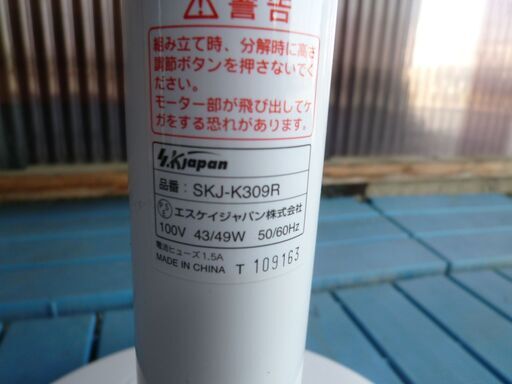 警告
組み立て時、分解時に高さ
調節ボタンを押さないでく
ださい。
モーター部が飛び出してケ
ガをする恐れがあります。
S.Kjapan
品番: SKJ-K309R
PSE エスケイジャパン株式会社
100V 43/49W 50/60Hz
電流ヒューズ 1.5A
MADE IN CHINA T 109163